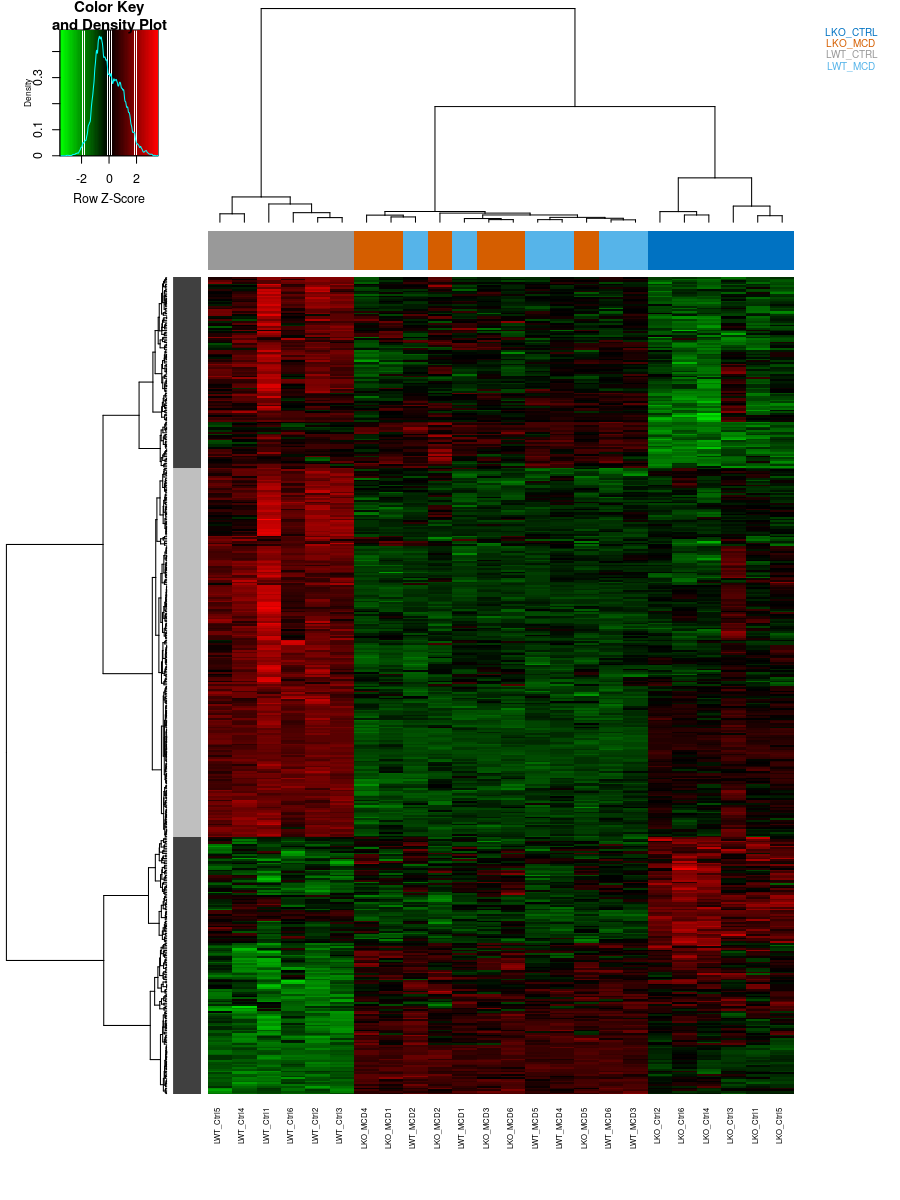 Color Key
and Density Plot
Density
0
0.1
0.3
-2 0 2
Row Z-Score
LKO_CTRL
LKO_MCD
LWT_CTRL
LWT_MCD
LWT_Ctrl5
LWT_Ctrl4
LWT_Ctrl1
LWT_Ctrl6
LWT_Ctrl2
LWT_Ctrl3
LKO_MCD4
LKO_MCD1
LWT_MCD2
LKO_MCD2
LWT_MCD1
LKO_MCD3
LKO_MCD6
LWT_MCD5
LWT_MCD4
LKO_MCD5
LWT_MCD6
LWT_MCD3
LKO_Ctrl2
LKO_Ctrl6
LKO_Ctrl4
LKO_Ctrl3
LKO_Ctrl1
LKO_Ctrl5